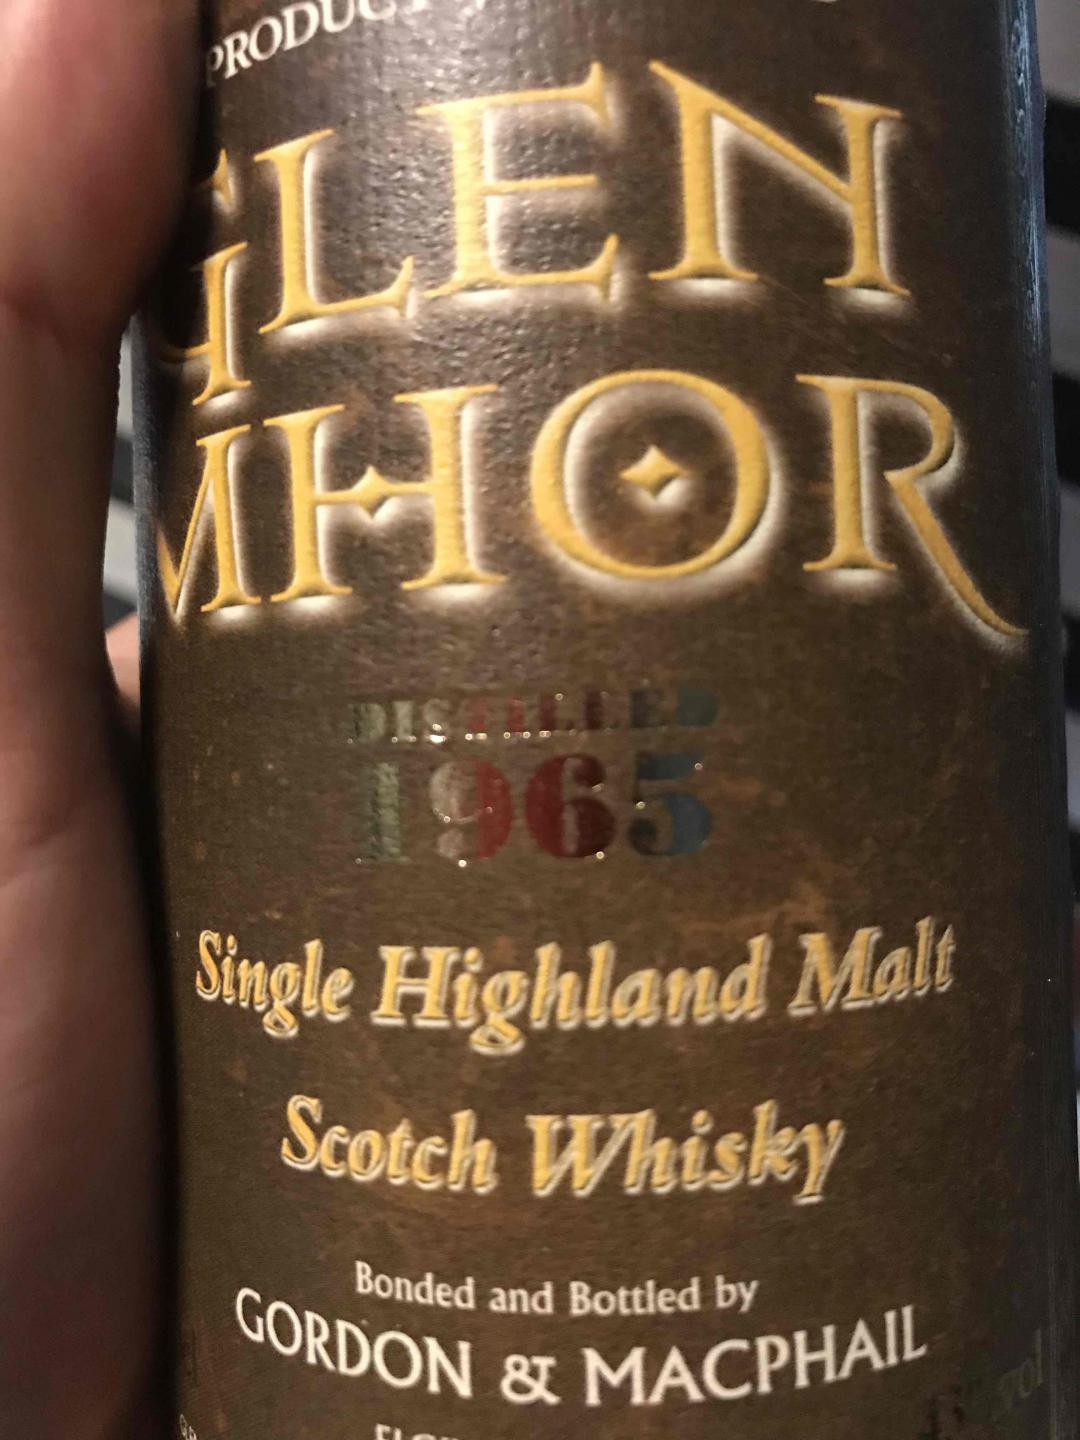 GLEN
MHOR
DISTILLED
1965
Single Highland Malt
Scotch Whisky
Bonded and Bottled by
GORDON & MACPHAIL